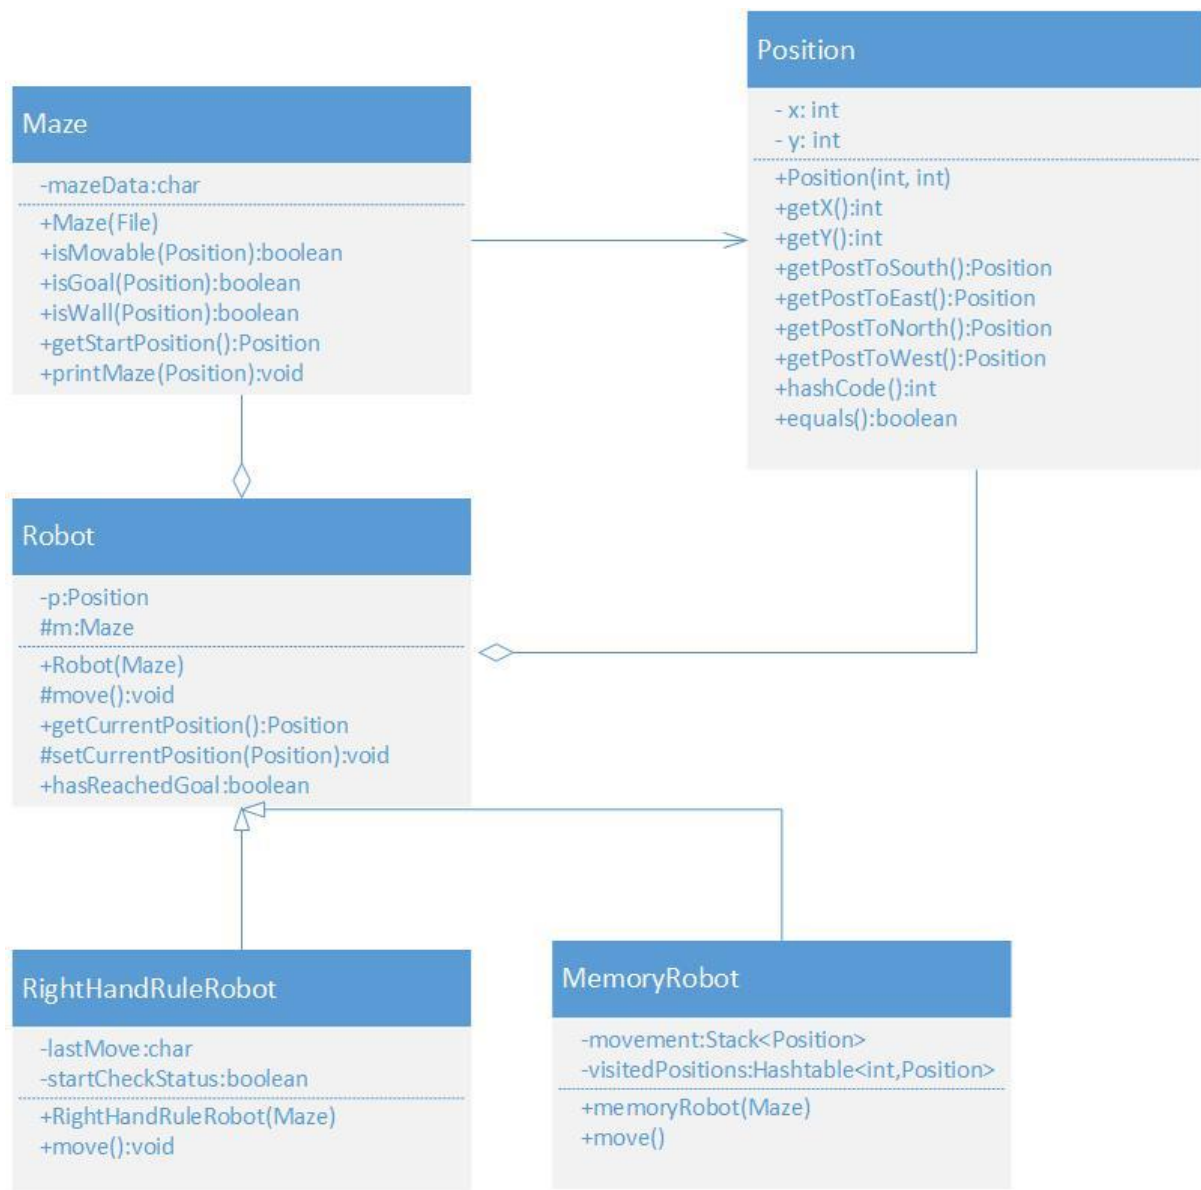 Maze
-mazeData:char
+Maze(File)
+isMovable(Position):boolean
+isGoal(Position):boolean
+isWall(Position):boolean
+getStartPosition():Position
+printMaze(Position):void
Position
- x: int
- y: int
+Position(int, int)
+getX():int
+getY():int
+getPostToSouth():Position
+getPostToEast():Position
+getPostToNorth():Position
+getPostToWest():Position
+hashCode():int
+equals():boolean
Robot
-p:Position
#m:Maze
+Robot(Maze)
#move():void
+getCurrentPosition():Position
#setCurrentPosition(Position):void
+hasReachedGoal:boolean
RightHandRuleRobot
-lastMove:char
-startCheckStatus:boolean
+RightHandRuleRobot(Maze)
+move():void
MemoryRobot
-movement:Stack<Position>
-visitedPositions:Hashtable<int,Position>
+memoryRobot(Maze)
+move()